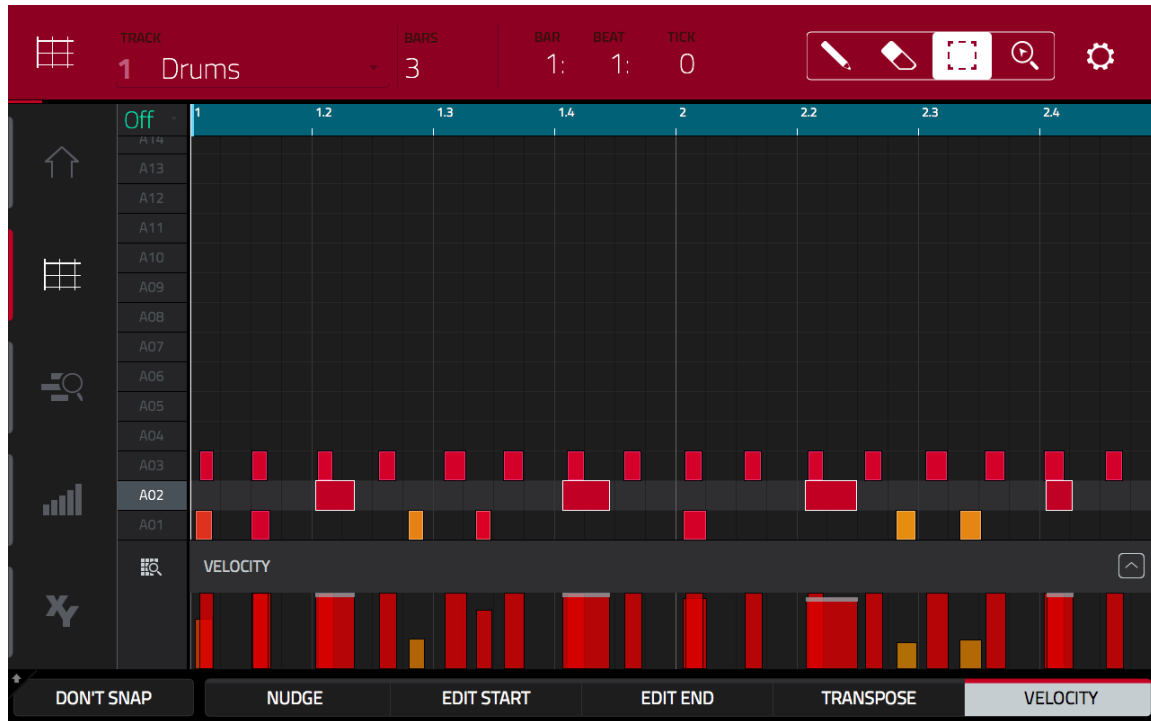 TRACK BARS BAR BEAT TICK
1 Drums 3 1: 1: 0
Off 1 1.2 1.3 1.4 2 2.2 2.3 2.4
A14
A13
A12
A11
A10
A09
A08
A07
A06
A05
A04
A03
A02
A01
VELOCITY
XY
DON'T SNAP NUDGE EDIT START EDIT END TRANSPOSE VELOCITY